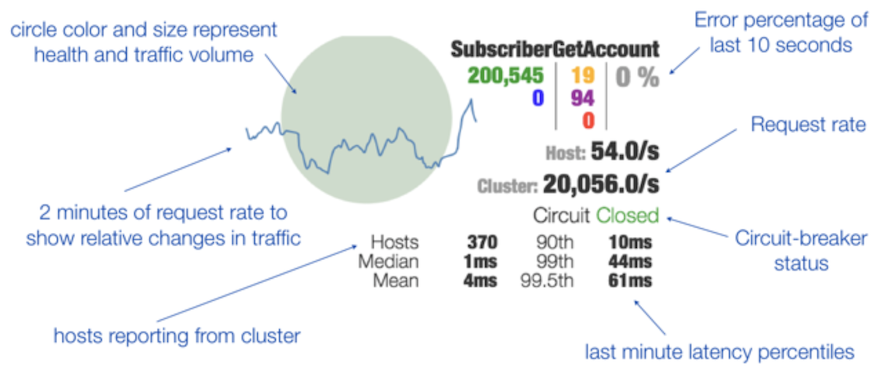 circle color and size represent
health and traffic volume
Error percentage of
last 10 seconds
SubscriberGetAccount
200,545 19 0 %
0 94
0
Request rate
Host: 54.0/s
Cluster: 20,056.0/s
2 minutes of request rate to
show relative changes in traffic
Circuit Closed
Circuit-breaker
status
Hosts 370 90th 10ms
Median 1ms 99th 44ms
Mean 4ms 99.5th 61ms
hosts reporting from cluster
last minute latency percentiles